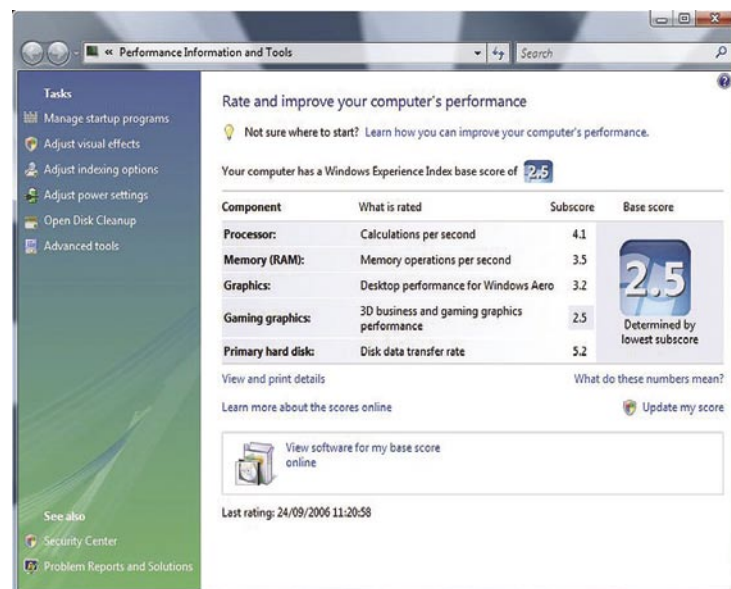 « Performance Information and Tools
Search
Tasks
Manage startup programs
Adjust visual effects
Adjust indexing options
Adjust power settings
Open Disk Cleanup
Advanced tools
See also
Security Center
Problem Reports and Solutions
Rate and improve your computer's performance
Not sure where to start? Learn how you can improve your computer's performance.
Your computer has a Windows Experience Index base score of 2.5
Component What is rated Subscore Base score
Processor: Calculations per second 4.1
Memory (RAM): Memory operations per second 3.5
Graphics: Desktop performance for Windows Aero 3.2
Gaming graphics: 3D business and gaming graphics
performance 2.5
Primary hard disk: Disk data transfer rate 5.2
2.5
Determined by
lowest subscore
View and print details What do these numbers mean?
Learn more about the scores online Update my score
View software for my base score
online
Last rating: 24/09/2006 11:20:58